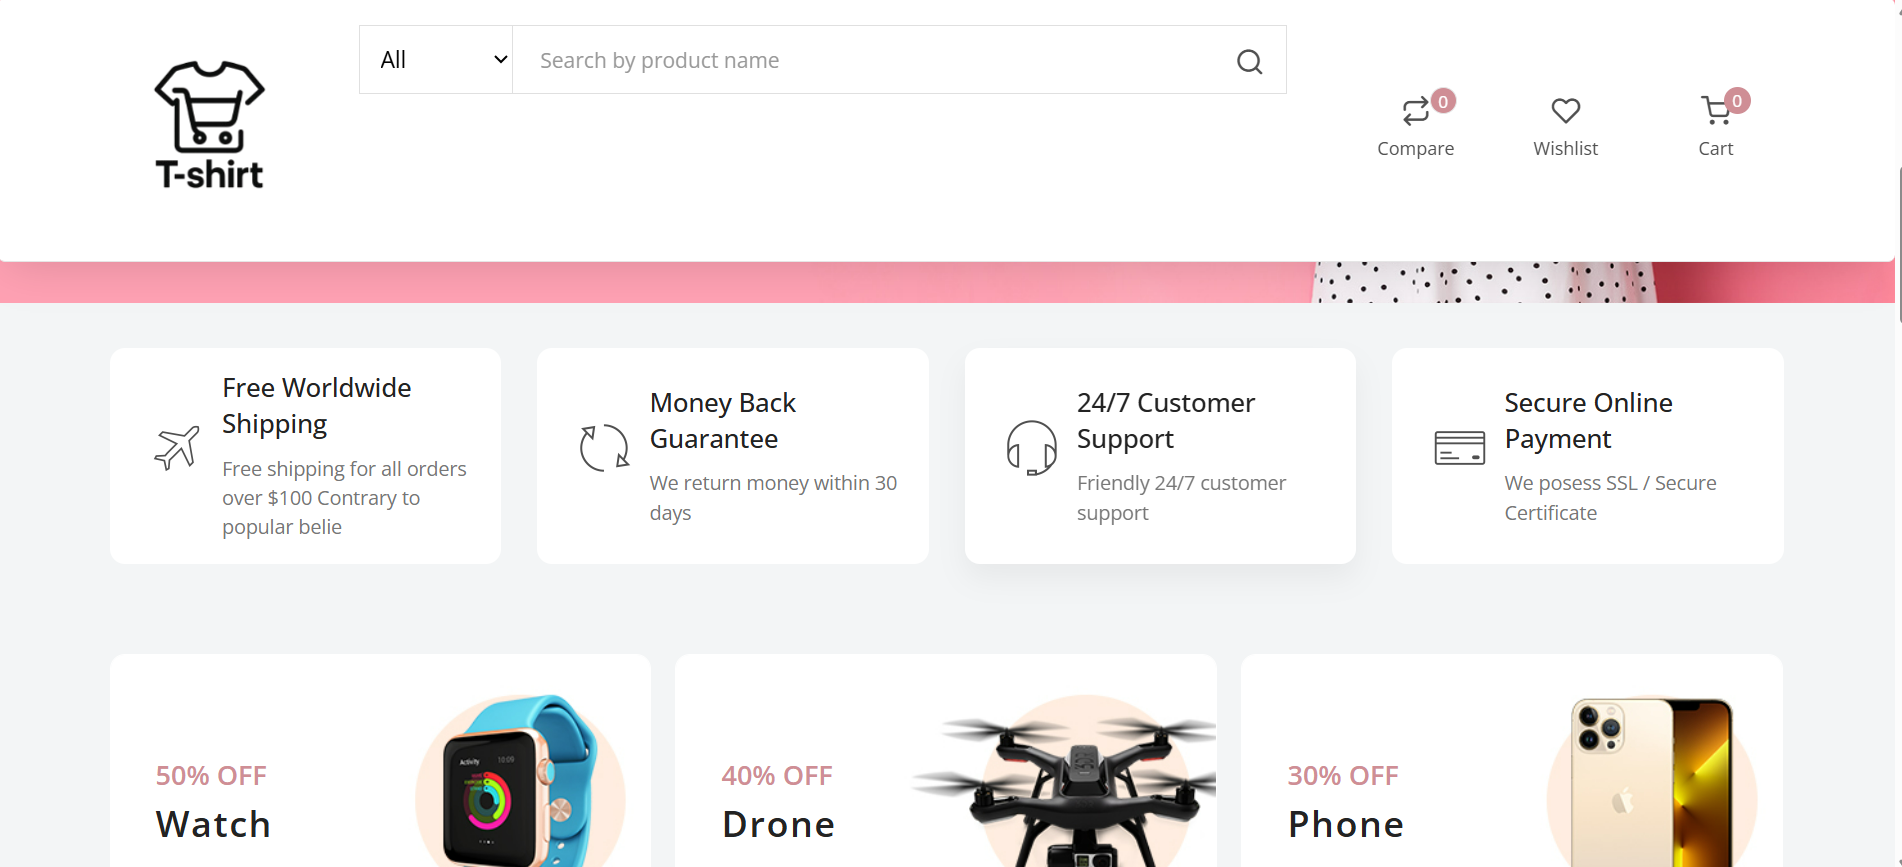 All
Search by product name
T-shirt
0
Compare
Wishlist
0
Cart
Free Worldwide
Shipping
Free shipping for all orders
over $100 Contrary to
popular belie
Money Back
Guarantee
We return money within 30
days
24/7 Customer
Support
Friendly 24/7 customer
support
Secure Online
Payment
We posess SSL / Secure
Certificate
50% OFF
Watch
Activity 10:09
40% OFF
Drone
30% OFF
Phone